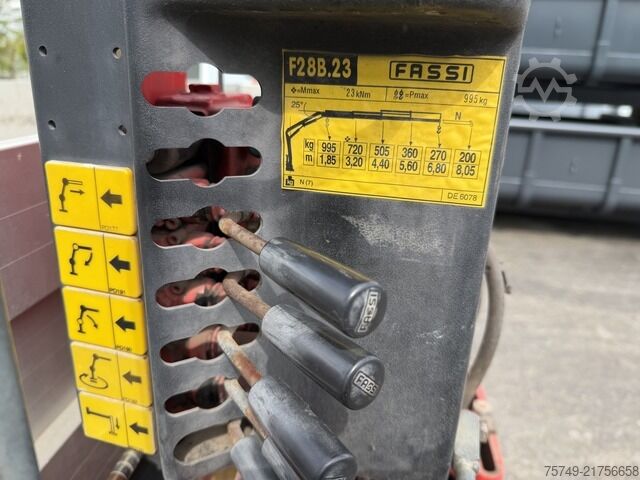 F28B.23 FASSI
=Mmax 23 kNm =Pmax 995 kg
25° N
kg 995 720 505 360 270 200
m 1,85 3,20 4,40 5,60 6,80 8,05
N (7) DE 6078
FASSI
FASSI
75749-21756658